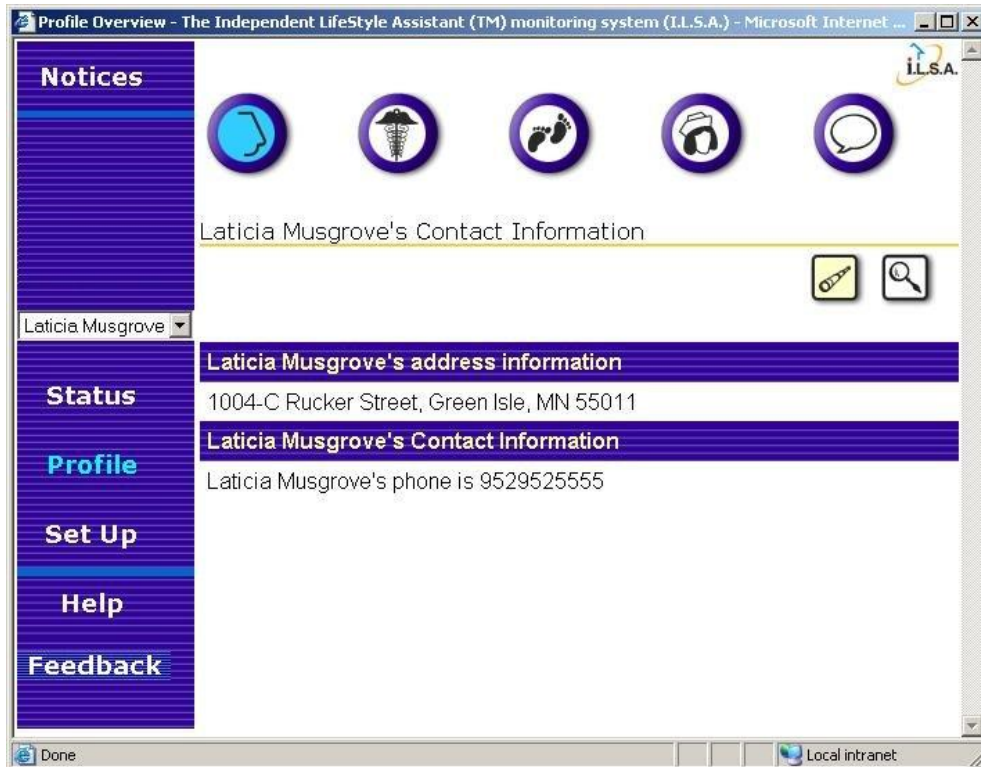 Profile Overview - The Independent LifeStyle Assistant (TM) monitoring system (I.L.S.A.) - Microsoft Internet ...
Notices
i.L.S.A.
Laticia Musgrove's Contact Information
Laticia Musgrove
Laticia Musgrove's address information
Status
1004-C Rucker Street, Green Isle, MN 55011
Laticia Musgrove's Contact Information
Profile
Laticia Musgrove's phone is 9529525555
Set Up
Help
Feedback
Done
Local intranet